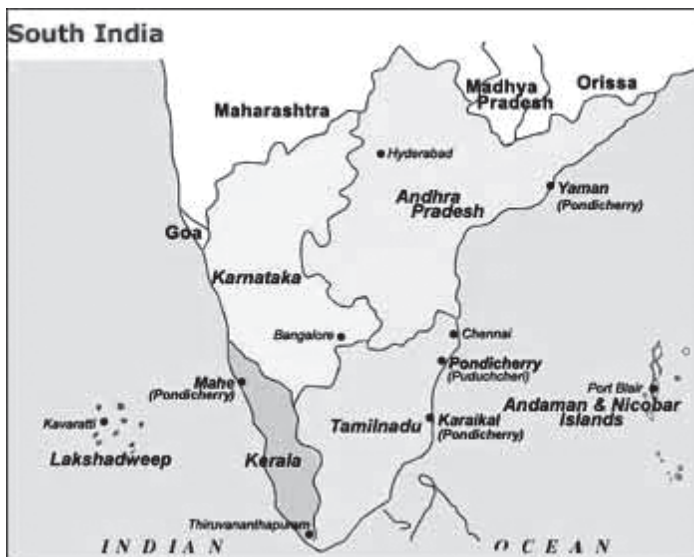 South India
Madhya
Pradesh
Orissa
Maharashtra
Hyderabad
Andhra
Pradesh
Yaman
(Pondicherry)
Goa
Karnataka
Bangalore
Chennai
Pondicherry
(Puduchcheri)
Mahe
(Pondicherry)
Port Blair
Andaman & Nicobar
Islands
Kavaratti
Lakshadweep
Tamilnadu
Karaikal
(Pondicherry)
Kerala
Thiruvananthapuram
INDIAN OCEAN